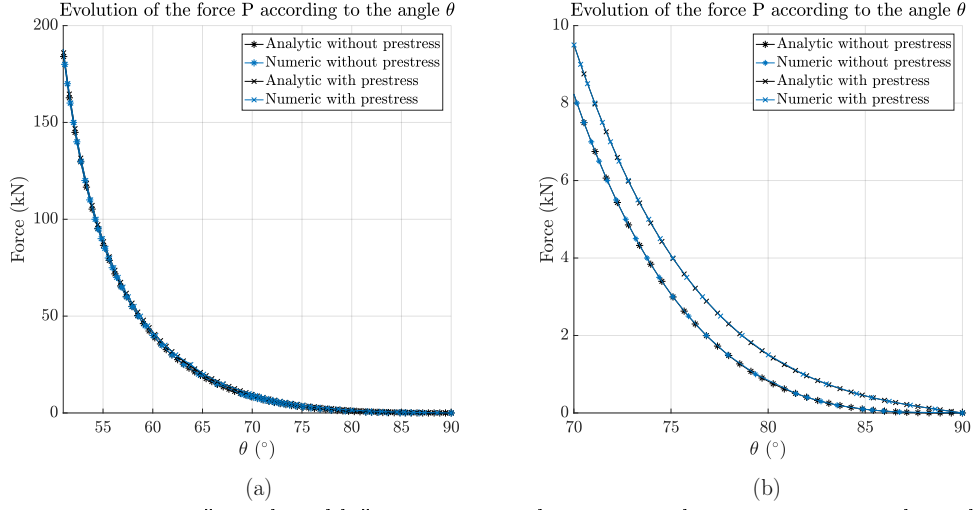 Evolution of the force P according to the angle θ
200
150
100
50
0
Force (kN)
Analytic without prestress
Numeric without prestress
Analytic with prestress
Numeric with prestress
55 60 65 70 75 80 85 90
θ (°)
(a)
Evolution of the force P according to the angle θ
10
8
6
4
2
0
Force (kN)
Analytic without prestress
Numeric without prestress
Analytic with prestress
Numeric with prestress
70 75 80 85 90
θ (°)
(b)